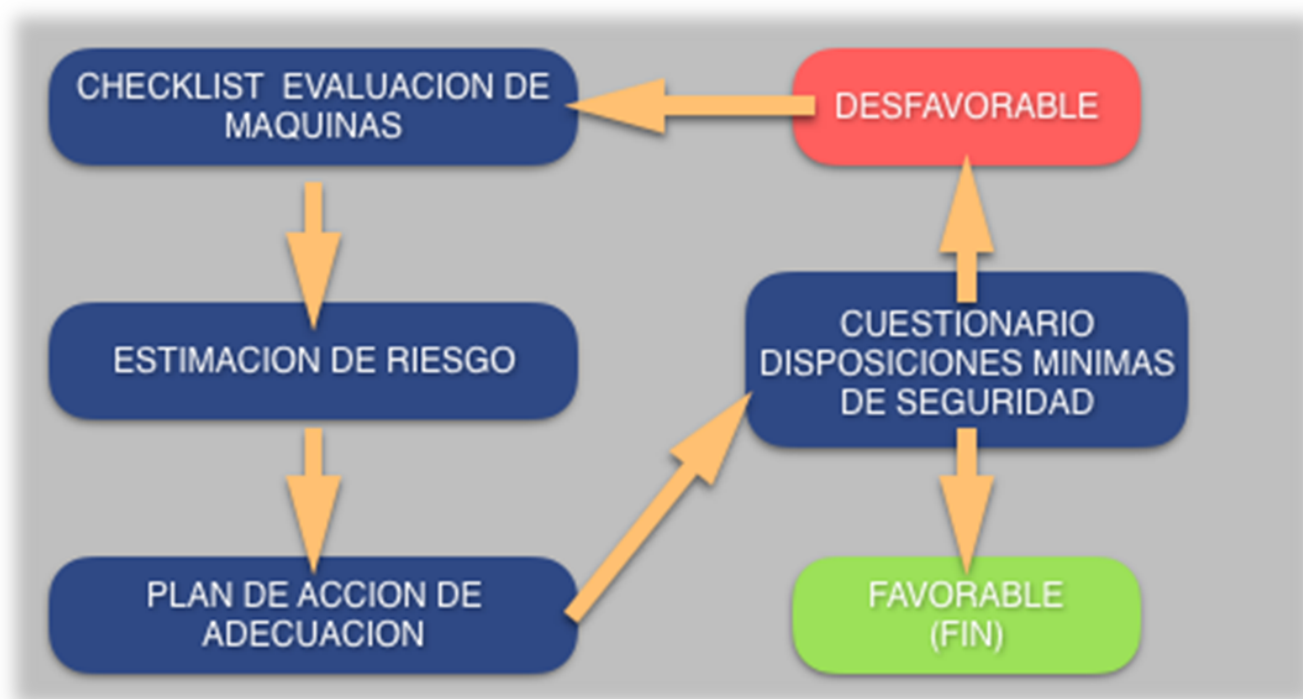 CHECKLIST EVALUACION DE
MAQUINAS
DESFAVORABLE
ESTIMACION DE RIESGO
CUESTIONARIO
DISPOSICIONES MINIMAS
DE SEGURIDAD
PLAN DE ACCION DE
ADECUACION
FAVORABLE
(FIN)